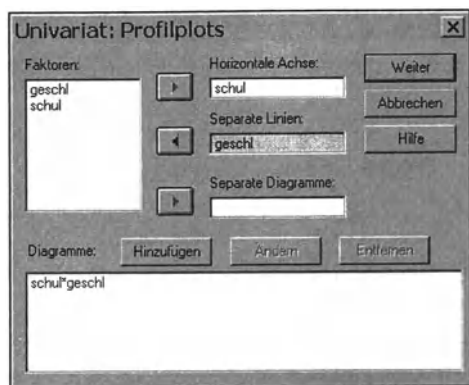 Univariat: Profilplots
Faktoren:
geschl
schul
Horizontale Achse:
schul
Separate Linien:
geschl
Separate Diagramme:
Weiter
Abbrechen
Hilfe
Diagramme:
Hinzufügen
Ändern
Entfernen
schul*geschl